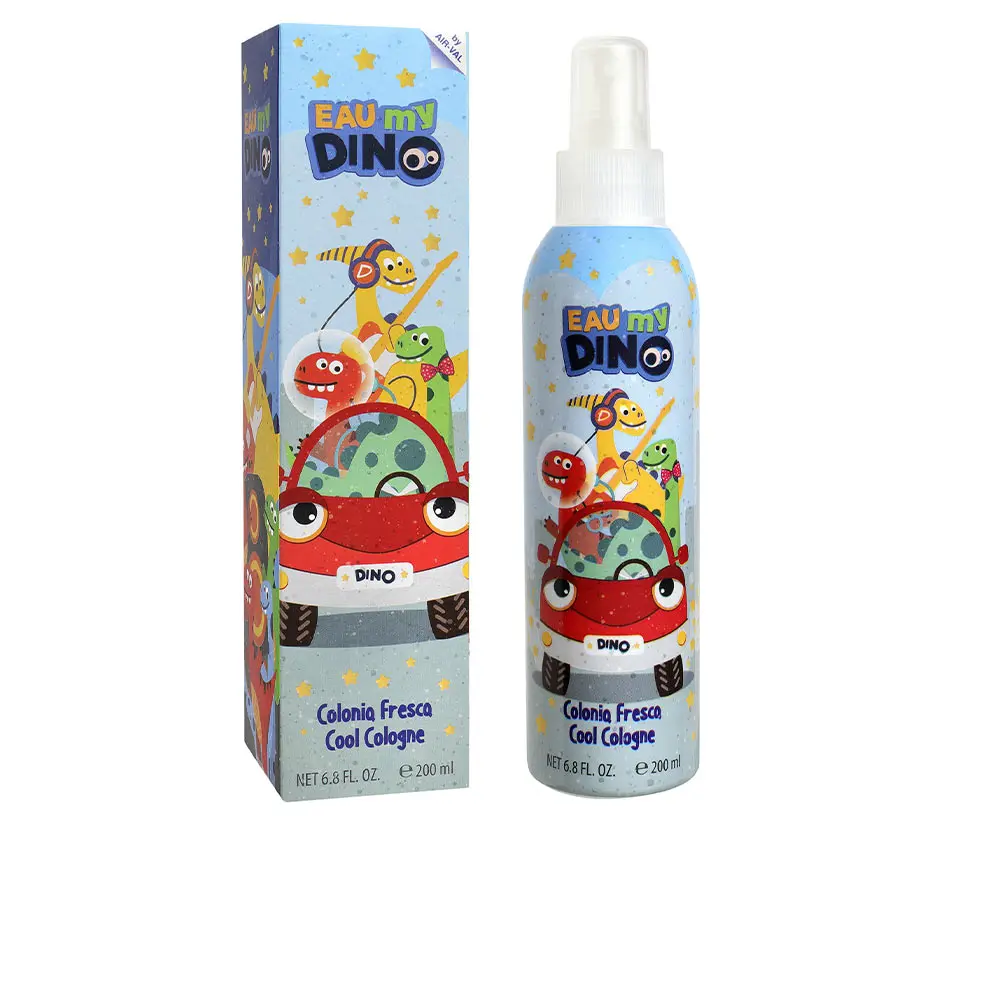 by
AIR-VAL
EAU my
DINO
D
DINO
Colonia Fresca
Cool Cologne
NET 6.8 FL. OZ. ℮ 200 ml
EAU my
DINO
D
DINO
Colonia Fresca
Cool Cologne
NET 6.8 FL. OZ. ℮ 200 ml